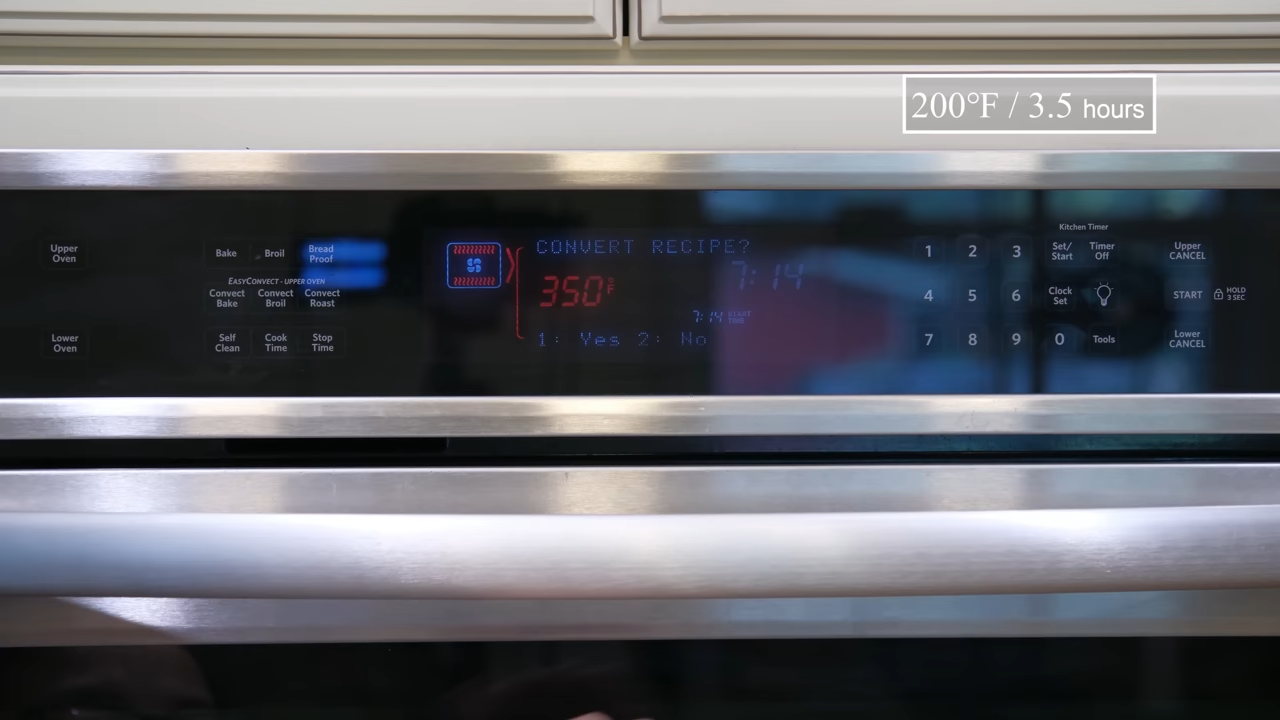 200°F / 3.5 hours
Upper Oven
Bake Broil Bread Proof
EASYCONVECT - UPPER OVEN
Convect Bake Convect Broil Convect Roast
Lower Oven
Self Clean Cook Time Stop Time
CONVERT RECIPE?
7:14
350°F
7:14 START TIME
1: Yes 2: No
Kitchen Timer
1 2 3 Set/Start Timer Off Upper CANCEL
4 5 6 Clock Set START HOLD 3 SEC
7 8 9 0 Tools Lower CANCEL